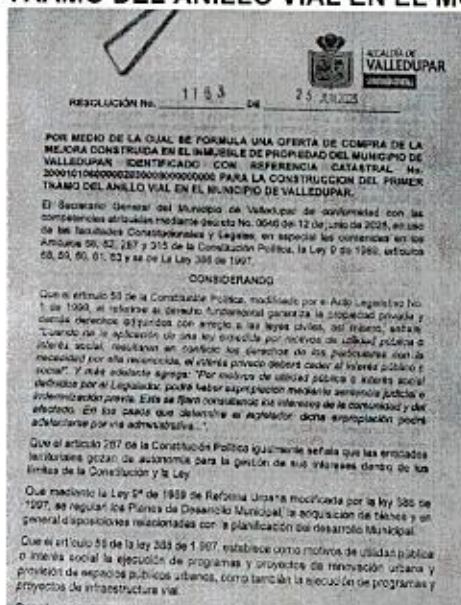 TRAMO DEL ANILLO VIAL EN EL MU
ALCALDÍA DE
VALLEDUPAR
RESOLUCIÓN No. 1163 DE 25 JUN 2025
POR MEDIO DE LA CUAL SE FORMULA UNA OFERTA DE COMPRA DE LA
MEJORA CONSTRUIDA EN EL INMUEBLE DE PROPIEDAD DEL MUNICIPIO DE
VALLEDUPAR IDENTIFICADO CON REFERENCIA CATASTRAL No.
PARA LA CONSTRUCCION DEL PRIMER
TRAMO DEL ANILLO VIAL EN EL MUNICIPIO DE VALLEDUPAR.
El Secretario General del Municipio de Valledupar de conformidad con las
competencias atribuidas mediante decreto No. 0646 del 12 de junio de 2025, en uso
de las facultades Constitucionales y Legales, en especial las contenidas en los
Artículos 58, 82, 287 y 315 de la Constitución Política, la Ley 9 de 1989, artículos
58, 59, 60, 61, 63 y ss de La Ley 388 de 1997.
CONSIDERANDO
Que el artículo 58 de la Constitución Política, modificado por el Acto Legislativo No.
1 de 1999, al referirse al derecho fundamental garantiza la propiedad privada y
demás derechos adquiridos con arreglo a las leyes civiles, así mismo, señala
"Cuando de la aplicación de una ley expedida por motivos de utilidad pública o
interés social, resultaren en conflicto los derechos de los particulares con la
necesidad por ella reconocida, el interés privado deberá ceder al interés público o
social". Y más adelante agrega: "Por motivos de utilidad pública o interés social
definidos por el Legislador, podrá haber expropiación mediante sentencia judicial e
indemnización previa. Esta se fijará consultando los intereses de la comunidad y del
afectado. En los casos que determine el legislador, dicha expropiación podrá
adelantarse por vía administrativa...".
Que el artículo 287 de la Constitución Política igualmente señala que las entidades
territoriales gozan de autonomía para la gestión de sus intereses dentro de los
límites de la Constitución y la Ley.
Que mediante la Ley 9ª de 1989 de Reforma Urbana modificada por la ley 388 de
1997, se regulan los Planes de Desarrollo Municipal, la adquisición de bienes y en
general disposiciones relacionadas con la planificación del desarrollo Municipal.
Que el artículo 58 de la ley 388 de 1.997, establece como motivos de utilidad pública
o interés social la ejecución de programas y proyectos de renovación urbana y
provisión de espacios públicos urbanos, como también la ejecución de programas y
proyectos de infraestructura vial.